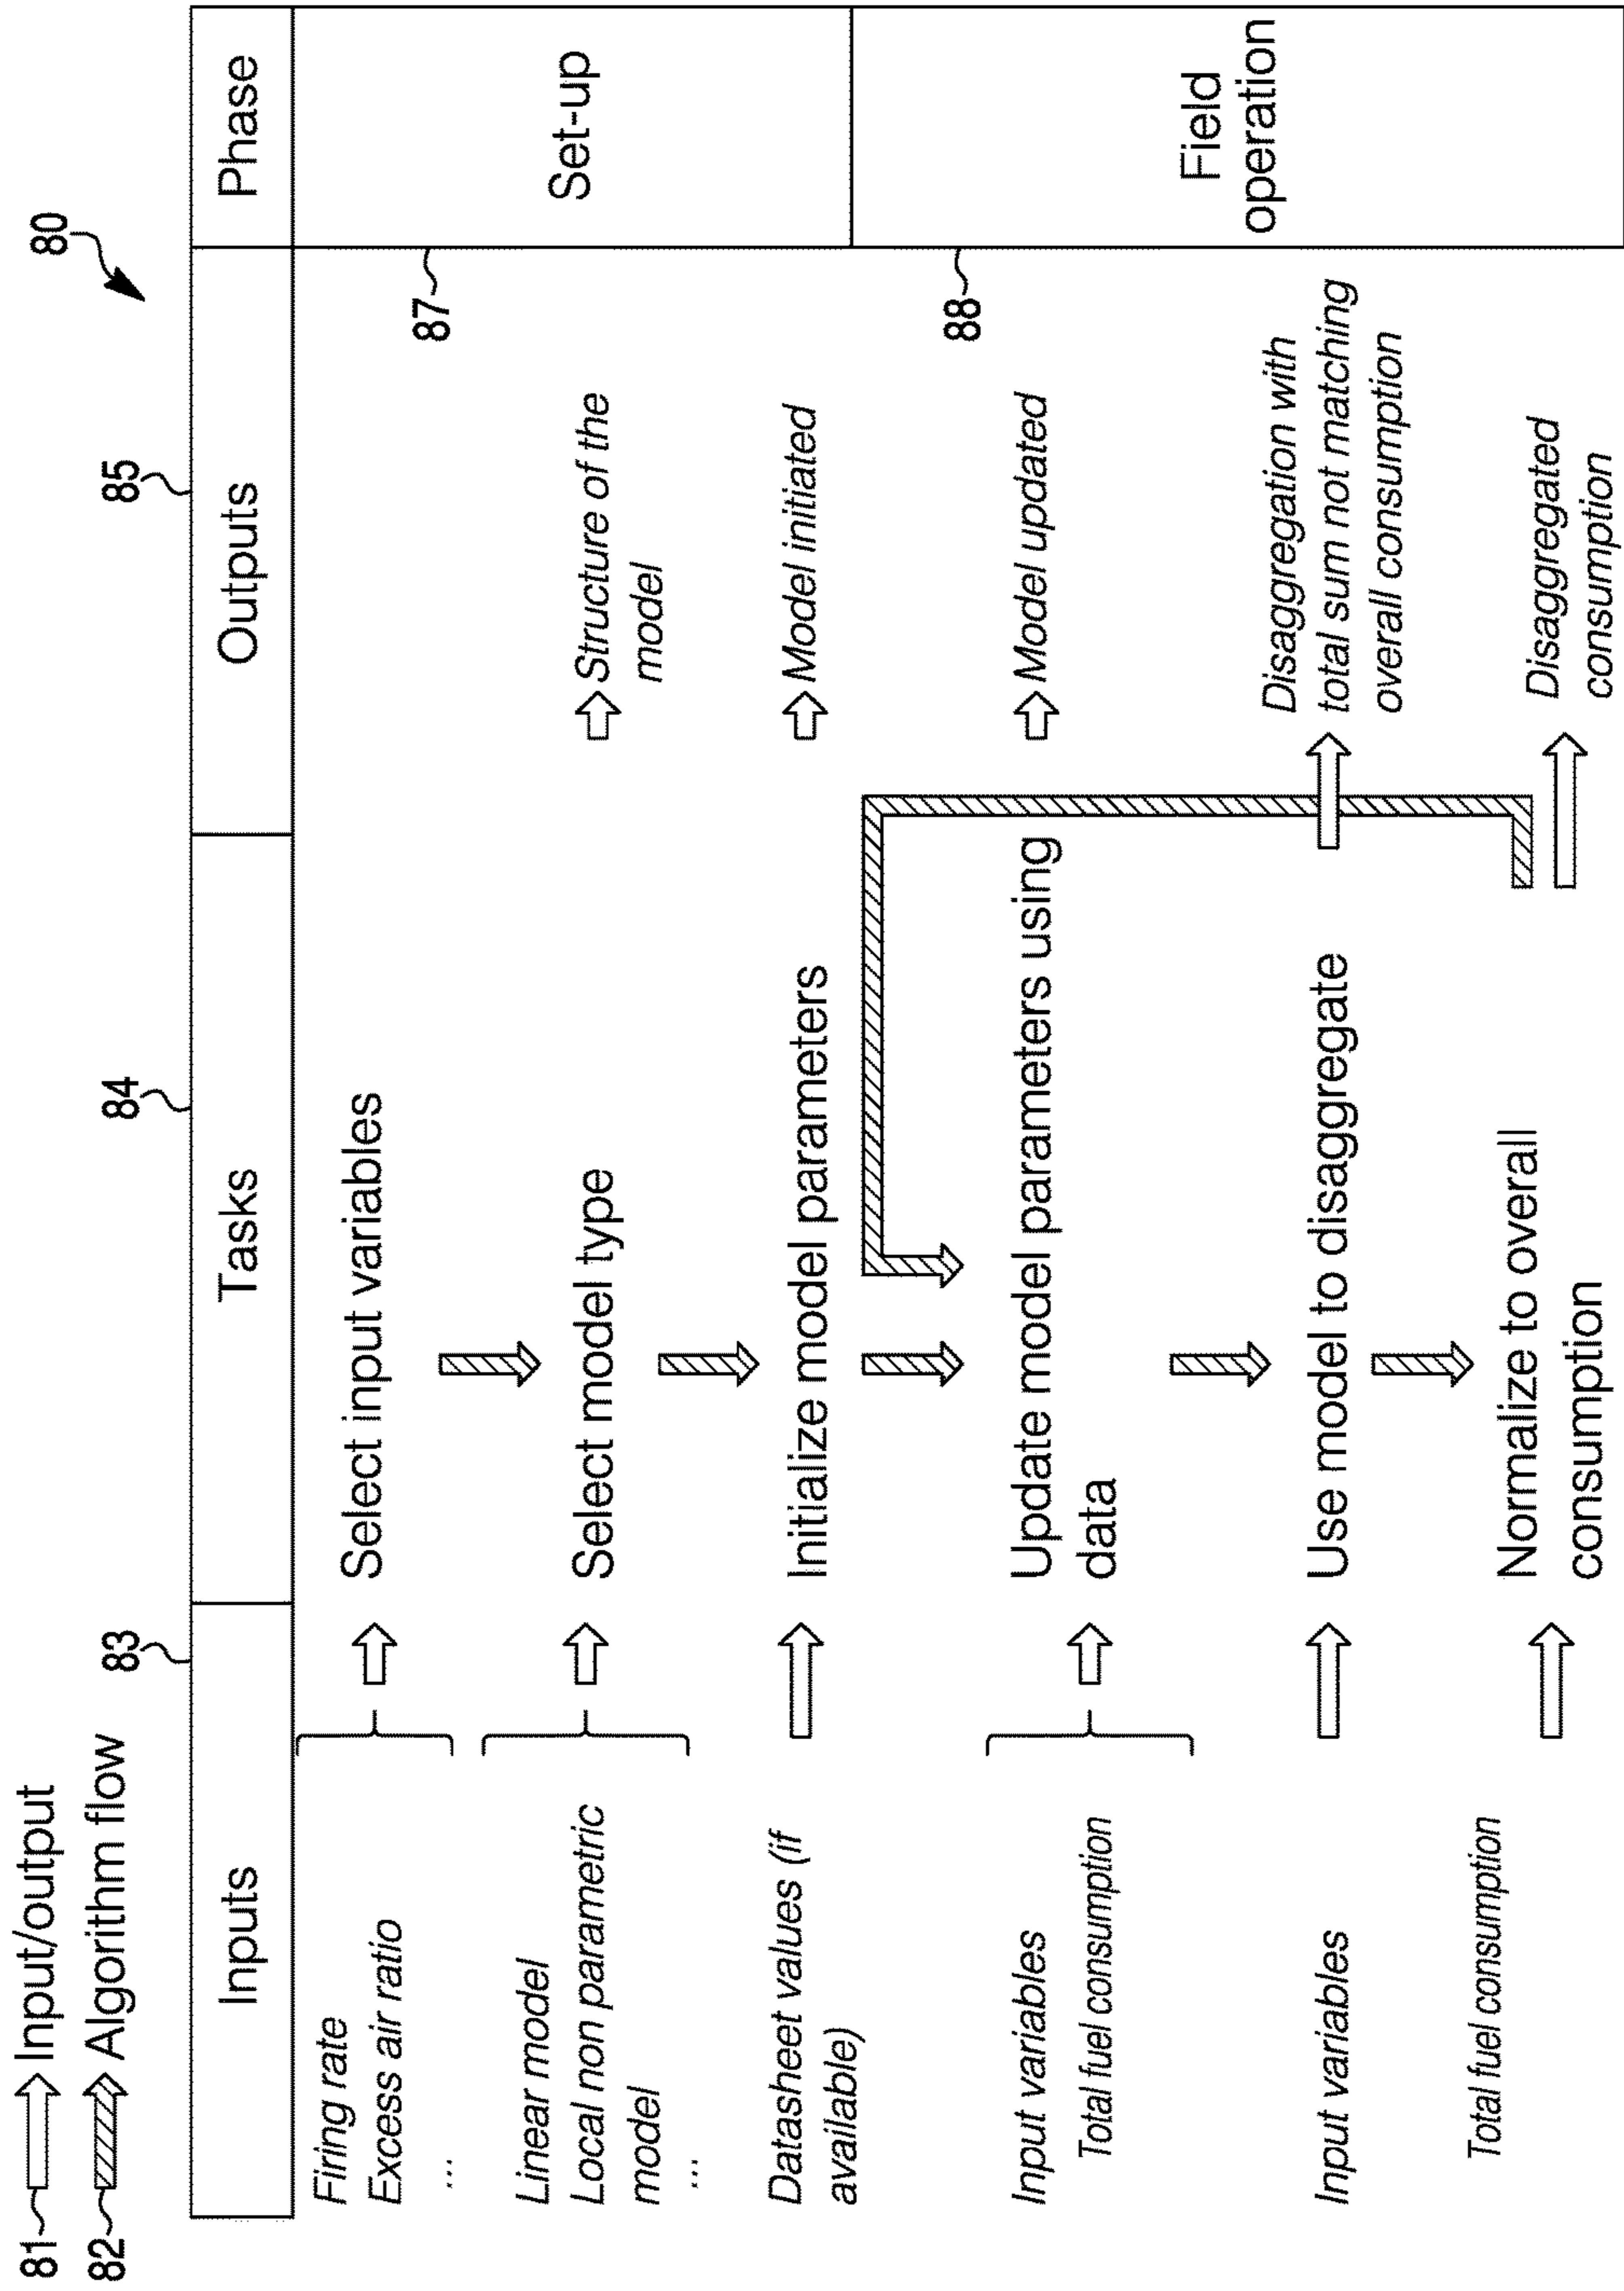 80
81 Input/output
82 Algorithm flow
83
84
85
Inputs
Tasks
Outputs
Phase
Firing rate
Excess air ratio
...
Select input variables
87
Set-up
Linear model
Local non parametric
model
...
Select model type
Structure of the
model
Datasheet values (if
available)
Initialize model parameters
Model initiated
88
Field
operation
Input variables
Total fuel consumption
Update model parameters using
data
Model updated
Input variables
Use model to disaggregate
Disaggregation with
total sum not matching
overall consumption
Total fuel consumption
Normalize to overall
consumption
Disaggregated
consumption